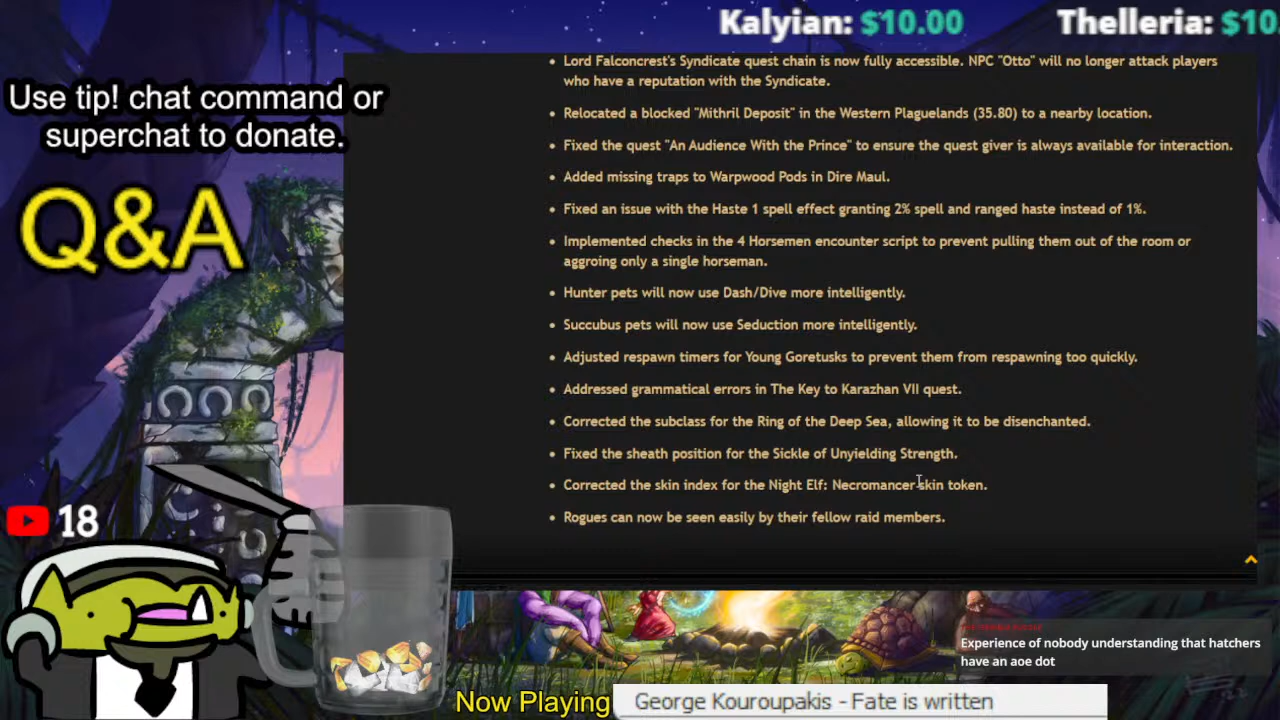 Kalyian: $10.00 Thelleria: $10
Use tip! chat command or
superchat to donate.
Q&A
• Lord Falconcrest's Syndicate quest chain is now fully accessible. NPC "Otto" will no longer attack players
who have a reputation with the Syndicate.
• Relocated a blocked "Mithril Deposit" in the Western Plaguelands (35.80) to a nearby location.
• Fixed the quest "An Audience With the Prince" to ensure the quest giver is always available for interaction.
• Added missing traps to Warpwood Pods in Dire Maul.
• Fixed an issue with the Haste 1 spell effect granting 2% spell and ranged haste instead of 1%.
• Implemented checks in the 4 Horsemen encounter script to prevent pulling them out of the room or
aggroing only a single horseman.
• Hunter pets will now use Dash/Dive more intelligently.
• Succubus pets will now use Seduction more intelligently.
• Adjusted respawn timers for Young Goretusks to prevent them from respawning too quickly.
• Addressed grammatical errors in The Key to Karazhan VII quest.
• Corrected the subclass for the Ring of the Deep Sea, allowing it to be disenchanted.
• Fixed the sheath position for the Sickle of Unyielding Strength.
• Corrected the skin index for the Night Elf: Necromancer skin token.
• Rogues can now be seen easily by their fellow raid members.
18
Experience of nobody understanding that hatchers
have an aoe dot
Now Playing George Kouroupakis - Fate is written